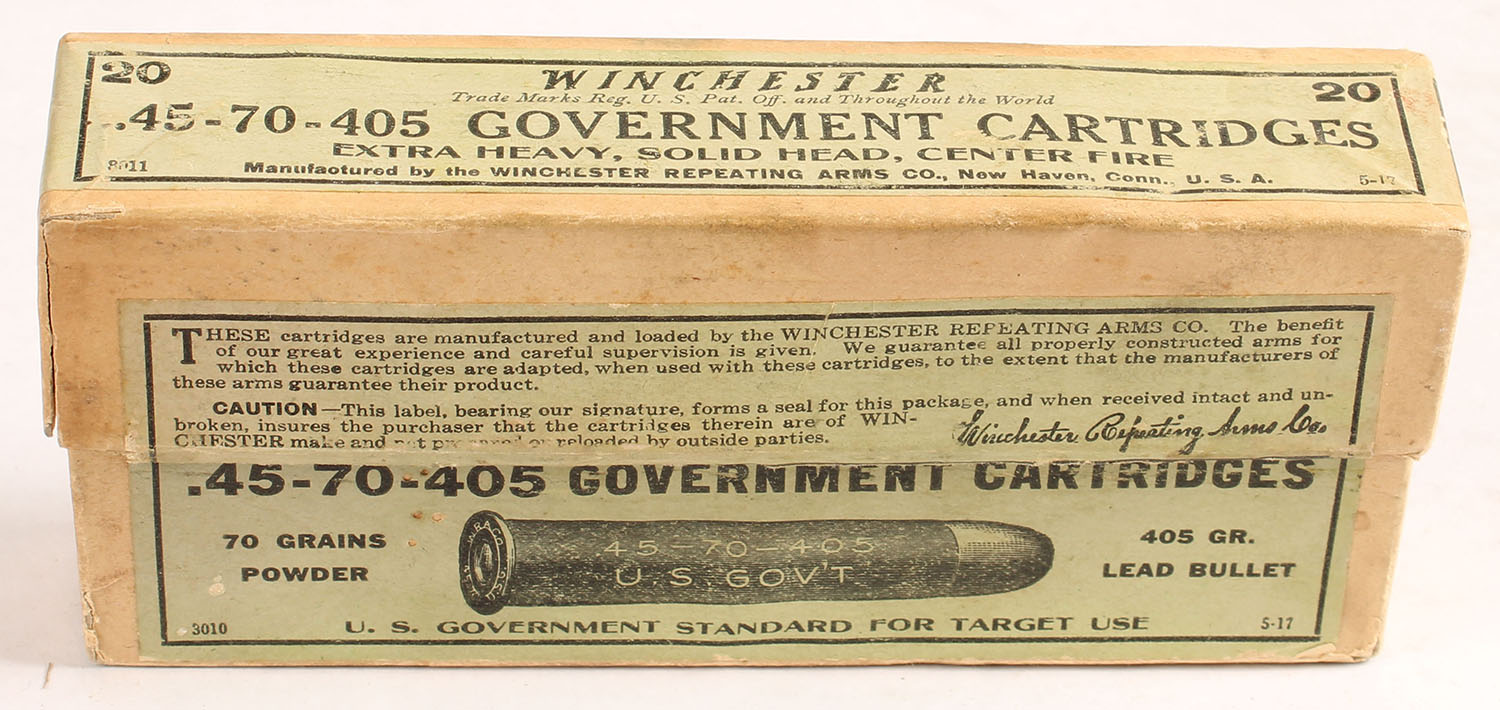 20 WINCHESTER 20
Trade Marks Reg. U. S. Pat. Off. and Throughout the World
.45-70-405 GOVERNMENT CARTRIDGES
EXTRA HEAVY, SOLID HEAD, CENTER FIRE
Manufactured by the WINCHESTER REPEATING ARMS CO., New Haven, Conn., U. S. A.
5-17
THESE cartridges are manufactured and loaded by the WINCHESTER REPEATING ARMS CO. The benefit
of our great experience and careful supervision is given. We guarantee all properly constructed arms for
which these cartridges are adapted, when used with these cartridges, to the extent that the manufacturers of
these arms guarantee their product.
CAUTION—This label, bearing our signature, forms a seal for this package, and when received intact and un-
broken, insures the purchaser that the cartridges therein are of WIN-
CHESTER make and not or reloaded by outside parties.
Winchester Repeating Arms Co.
.45-70-405 GOVERNMENT CARTRIDGES
70 GRAINS
POWDER
W.R.A.CO.
45-70-405
U.S. GOV'T
405 GR.
LEAD BULLET
3010
U. S. GOVERNMENT STANDARD FOR TARGET USE
5-17